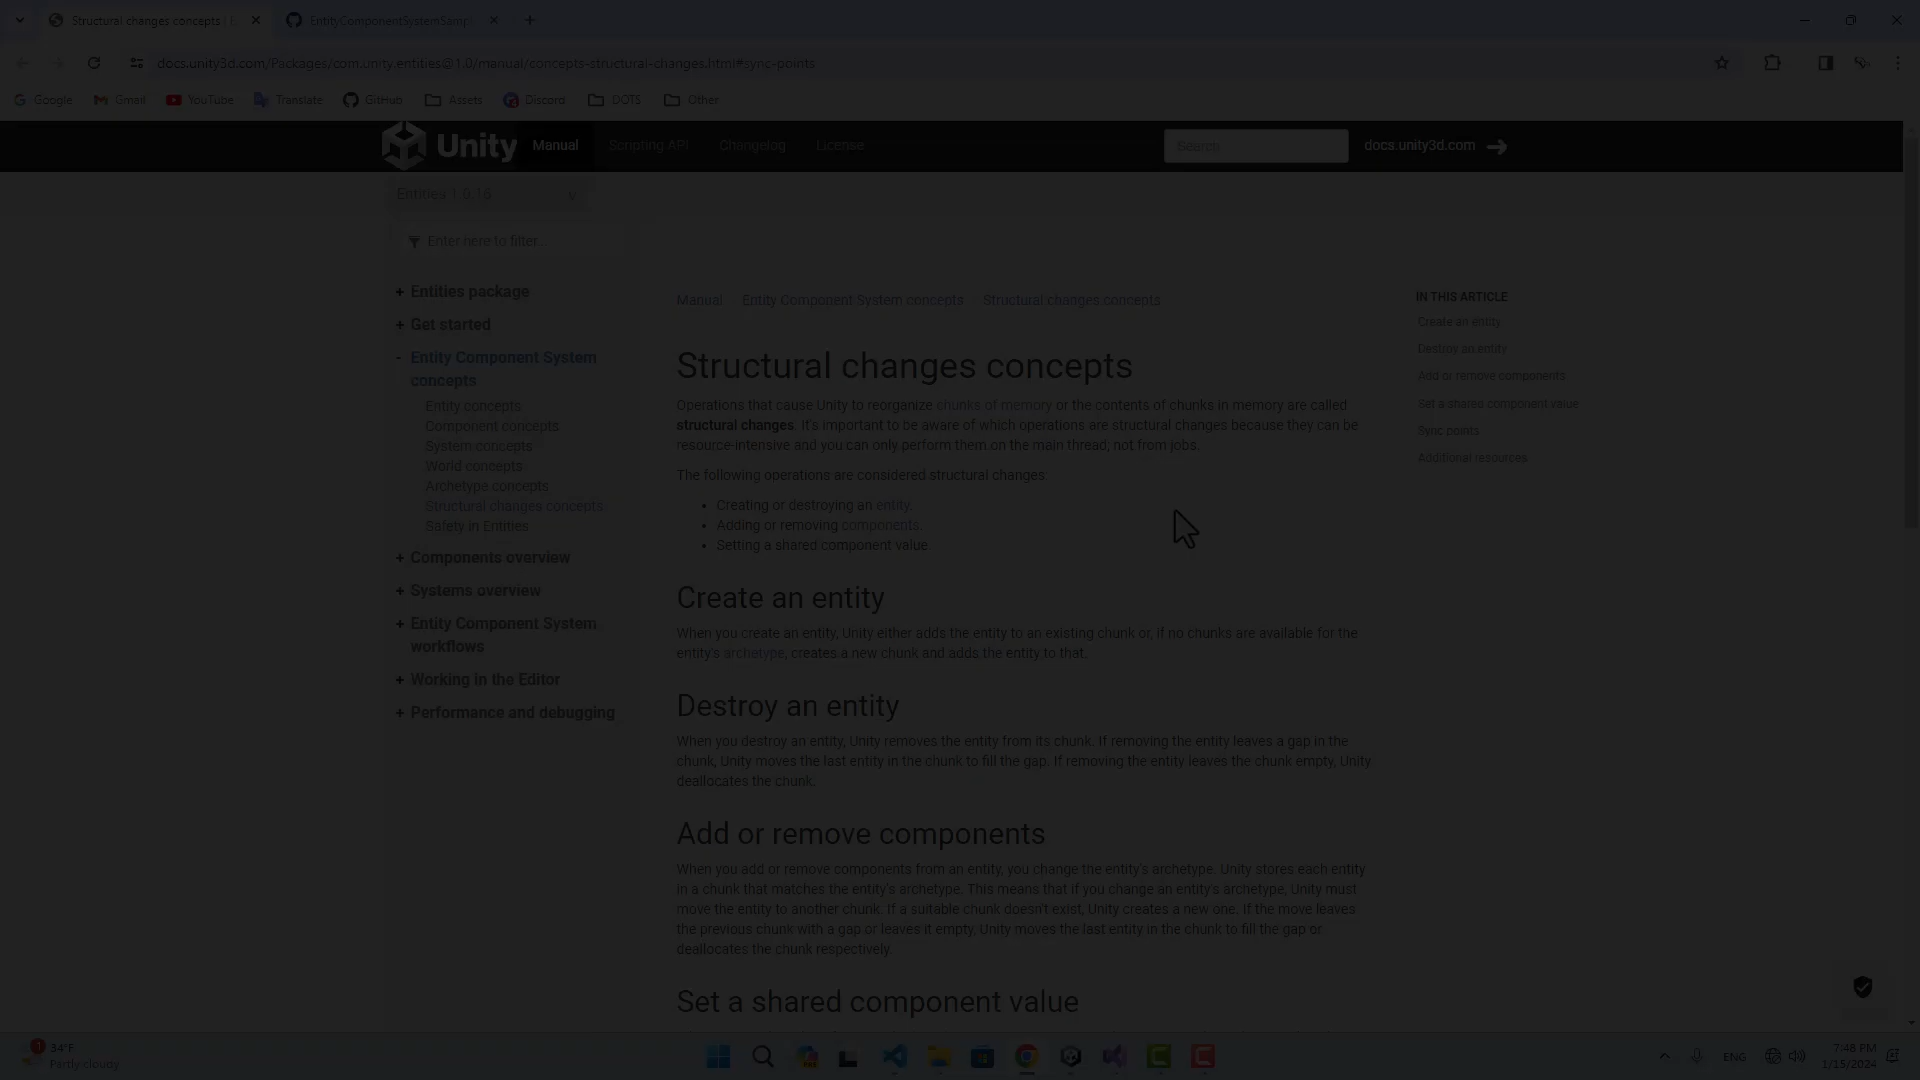 Structural changes concepts | E
EntityComponentSystemSamp
docs.unity3d.com/Packages/com.unity.entities@1.0/manual/concepts-structural-changes.html#sync-points
Google
Gmail
YouTube
Translate
GitHub
Assets
Discord
DOTS
Other
Unity
Manual
Scripting API
Changelog
License
Search
docs.unity3d.com
Entities 1.0.16
Enter here to filter...
+ Entities package
+ Get started
- Entity Component System
concepts
Entity concepts
Component concepts
System concepts
World concepts
Archetype concepts
Structural changes concepts
Safety in Entities
+ Components overview
+ Systems overview
+ Entity Component System
workflows
+ Working in the Editor
+ Performance and debugging
Manual / Entity Component System concepts / Structural changes concepts
Structural changes concepts
Operations that cause Unity to reorganize chunks of memory or the contents of chunks in memory are called
structural changes. It's important to be aware of which operations are structural changes because they can be
resource-intensive and you can only perform them on the main thread; not from jobs.
The following operations are considered structural changes:
• Creating or destroying an entity.
• Adding or removing components.
• Setting a shared component value
Create an entity
When you create an entity, Unity either adds the entity to an existing chunk or, if no chunks are available for the
entity's archetype, creates a new chunk and adds the entity to that.
Destroy an entity
When you destroy an entity, Unity removes the entity from its chunk. If removing the entity leaves a gap in the
chunk, Unity moves the last entity in the chunk to fill the gap. If removing the entity leaves the chunk empty, Unity
deallocates the chunk.
Add or remove components
When you add or remove components from an entity, you change the entity's archetype. Unity stores each entity
in a chunk that matches the entity's archetype. This means that if you change an entity's archetype, Unity must
move the entity to another chunk. If a suitable chunk doesn't exist, Unity creates a new one. If the move leaves
the previous chunk with a gap or leaves it empty, Unity moves the last entity in the chunk to fill the gap or
deallocates the chunk respectively.
Set a shared component value
IN THIS ARTICLE
Create an entity
Destroy an entity
Add or remove components
Set a shared component value
Sync points
Additional resources
1
34°F
Partly cloudy
ENG
7:48 PM
1/15/2024